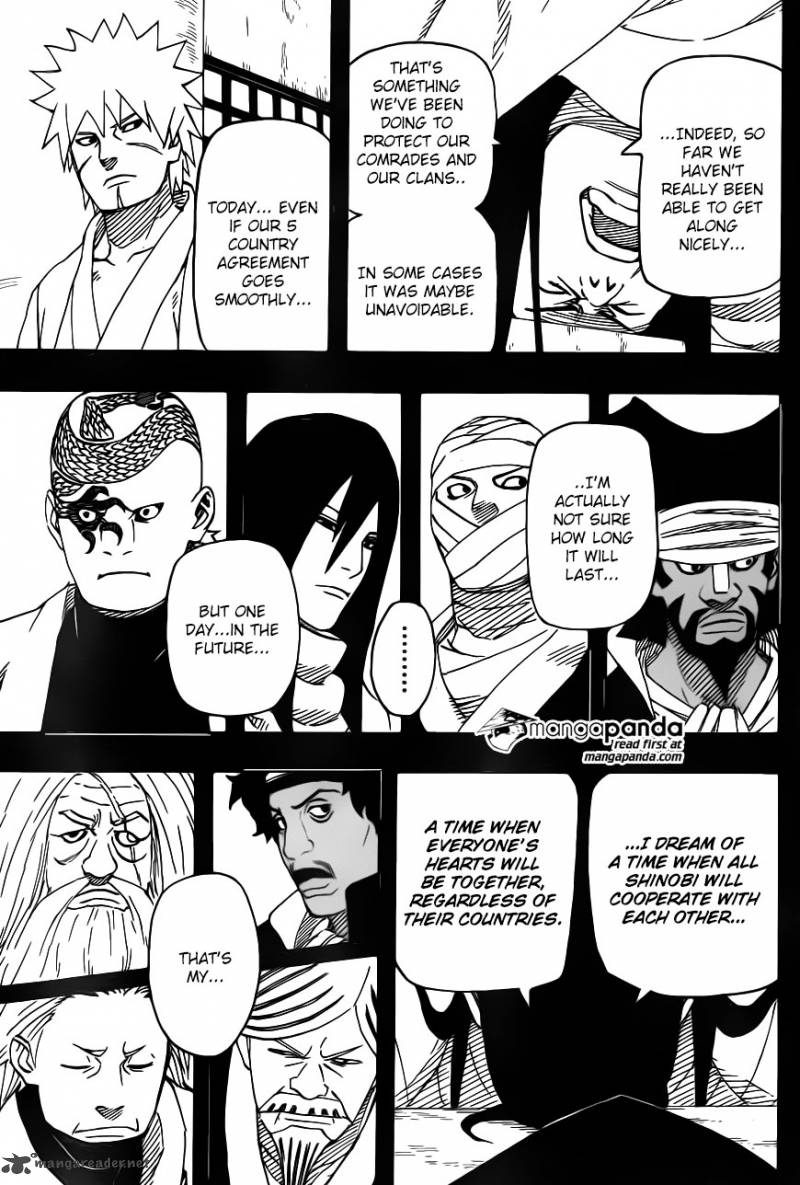 ...INDEED, SO
FAR WE
HAVEN'T
REALLY BEEN
ABLE TO GET
ALONG
NICELY...
THAT'S
SOMETHING
WE'VE BEEN
DOING TO
PROTECT OUR
COMRADES AND
OUR CLANS..
IN SOME CASES
IT WAS MAYBE
UNAVOIDABLE.
TODAY... EVEN
IF OUR 5
COUNTRY
AGREEMENT
GOES
SMOOTHLY...
..I'M
ACTUALLY
NOT SURE
HOW LONG
IT WILL
LAST...
........
BUT ONE
DAY...IN THE
FUTURE...
mangapanda
read first at
mangapanda.com
...I DREAM OF
A TIME WHEN ALL
SHINOBI WILL
COOPERATE WITH
EACH OTHER...
A TIME WHEN
EVERYONE'S
HEARTS WILL
BE TOGETHER,
REGARDLESS OF
THEIR COUNTRIES.
THAT'S
MY...
mangareader.net